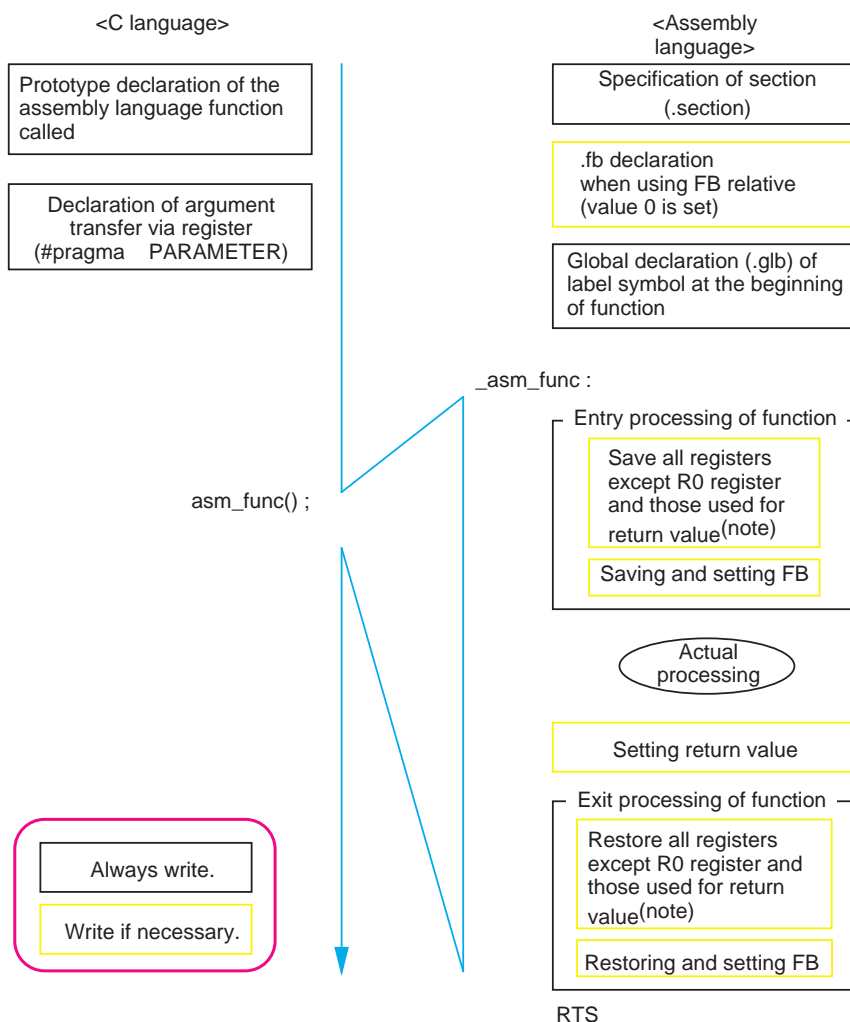 <C language>
Prototype declaration of the
assembly language function
called
Declaration of argument
transfer via register
(#pragma PARAMETER)
asm_func() ;
Always write.
Write if necessary.
<Assembly
language>
Specification of section
(.section)
.fb declaration
when using FB relative
(value 0 is set)
Global declaration (.glb) of
label symbol at the beginning
of function
_asm_func :
Entry processing of function
Save all registers
except R0 register
and those used for
return value(note)
Saving and setting FB
Actual
processing
Setting return value
Exit processing of function
Restore all registers
except R0 register and
those used for return
value(note)
Restoring and setting FB
RTS